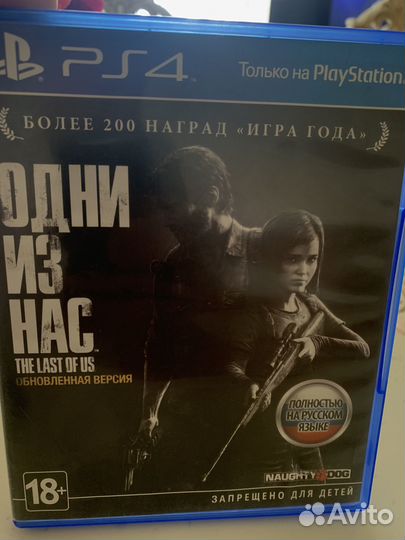 PS4
Только на PlayStation
БОЛЕЕ 200 НАГРАД «ИГРА ГОДА»
ОДНИ
ИЗ
НАС
THE LAST OF US
ОБНОВЛЕННАЯ ВЕРСИЯ
ПОЛНОСТЬЮ
НА РУССКОМ
ЯЗЫКЕ
NAUGHTY DOG
18+
ЗАПРЕЩЕНО ДЛЯ ДЕТЕЙ
Avito